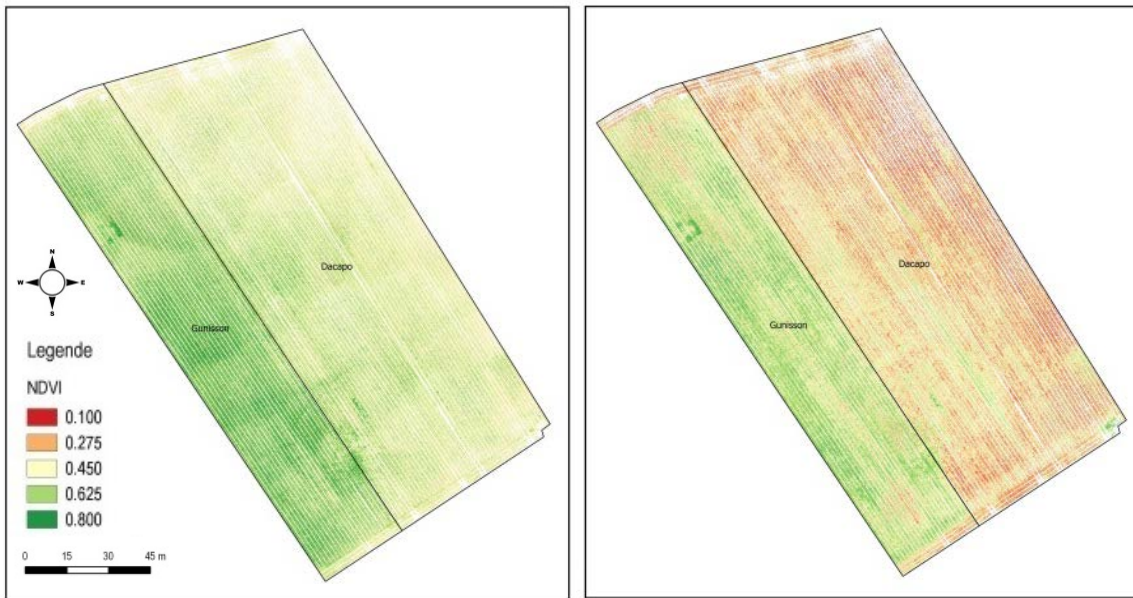 Dacapo
Gunisson
N
W E
S
Legende
NDVI
0.100
0.275
0.450
0.625
0.800
0 15 30 45 m
Dacapo
Gunisson